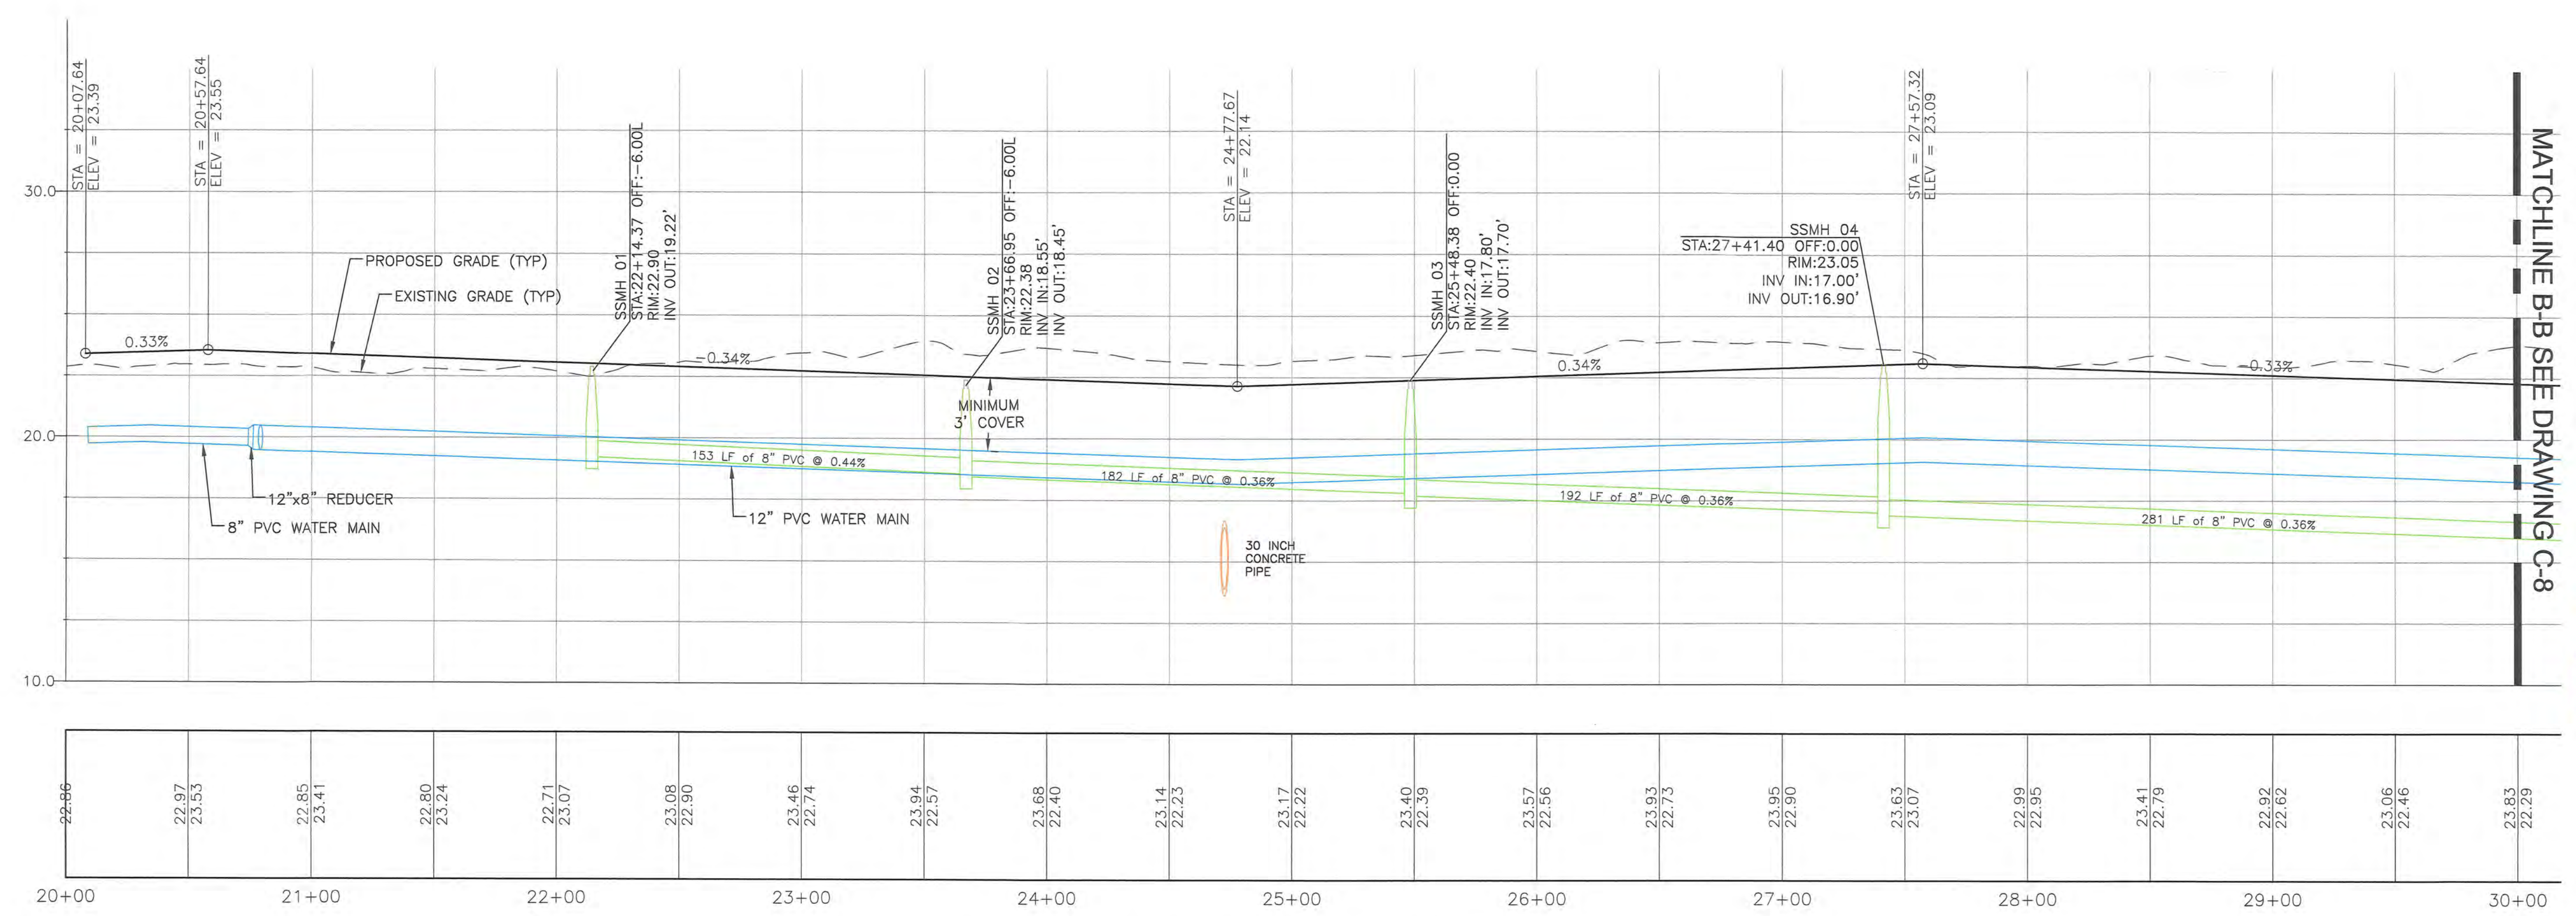 STA = 20+07.64
ELEV = 23.39
STA = 20+57.64
ELEV = 23.55
SSMH 01
STA:22+14.37 OFF:-6.00L
RIM:22.90
INV OUT:19.22'
SSMH 02
STA:23+66.95 OFF:-6.00L
RIM:22.38
INV IN:18.55'
INV OUT:18.45'
STA = 24+77.67
ELEV = 22.14
SSMH 03
STA:25+48.38 OFF:0.00
RIM:22.40
INV IN:17.80'
INV OUT:17.70'
SSMH 04
STA:27+41.40 OFF:0.00
RIM:23.05
INV IN:17.00'
INV OUT:16.90'
STA = 27+57.32
ELEV = 23.09
MATCHLINE B-B SEE DRAWING C-8
30.0
PROPOSED GRADE (TYP)
EXISTING GRADE (TYP)
0.33%
-0.34%
0.34%
-0.33%
MINIMUM
3' COVER
20.0
153 LF of 8" PVC @ 0.44%
182 LF of 8" PVC @ 0.36%
192 LF of 8" PVC @ 0.36%
281 LF of 8" PVC @ 0.36%
12"x8" REDUCER
8" PVC WATER MAIN
12" PVC WATER MAIN
30 INCH
CONCRETE
PIPE
10.0
22.86
22.97
23.53
22.85
23.41
22.80
23.24
22.71
23.07
23.08
22.90
23.46
22.74
23.94
22.57
23.68
22.40
23.14
22.23
23.17
22.22
23.40
22.39
23.57
22.56
23.93
22.73
23.95
22.90
23.63
23.07
22.99
22.95
23.41
22.79
22.92
22.62
23.06
22.46
23.83
22.29
20+00
21+00
22+00
23+00
24+00
25+00
26+00
27+00
28+00
29+00
30+00